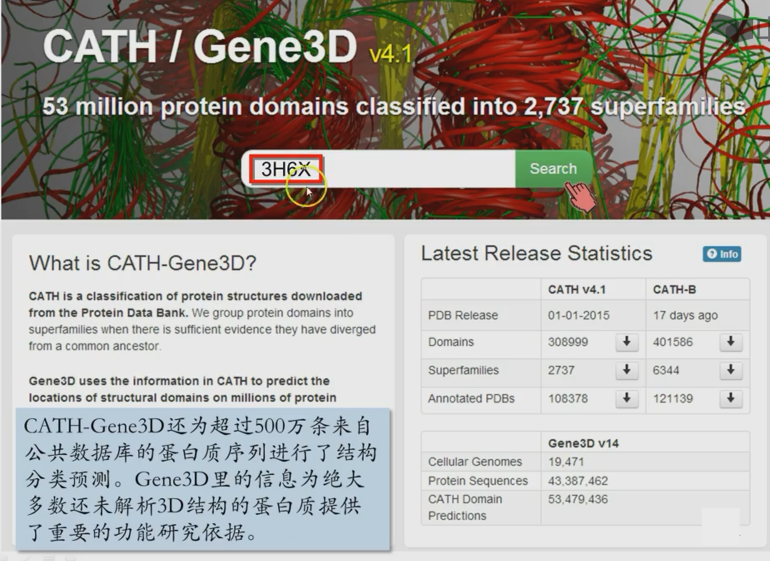 CATH / Gene3D v4.1
53 million protein domains classified into 2,737 superfamilies
3H6X
Search
What is CATH-Gene3D?
CATH is a classification of protein structures downloaded
from the Protein Data Bank. We group protein domains into
superfamilies when there is sufficient evidence they have diverged
from a common ancestor.
Gene3D uses the information in CATH to predict the
locations of structural domains on millions of protein
CATH-Gene3D还为超过500万条来自
公共数据库的蛋白质序列进行了结构
分类预测。Gene3D里的信息为绝大
多数还未解析3D结构的蛋白质提供
了重要的功能研究依据。
Latest Release Statistics
Info
CATH v4.1 CATH-B
PDB Release 01-01-2015 17 days ago
Domains 308999 401586
Superfamilies 2737 6344
Annotated PDBs 108378 121139
Gene3D v14
Cellular Genomes 19,471
Protein Sequences 43,387,462
CATH Domain 53,479,436
Predictions